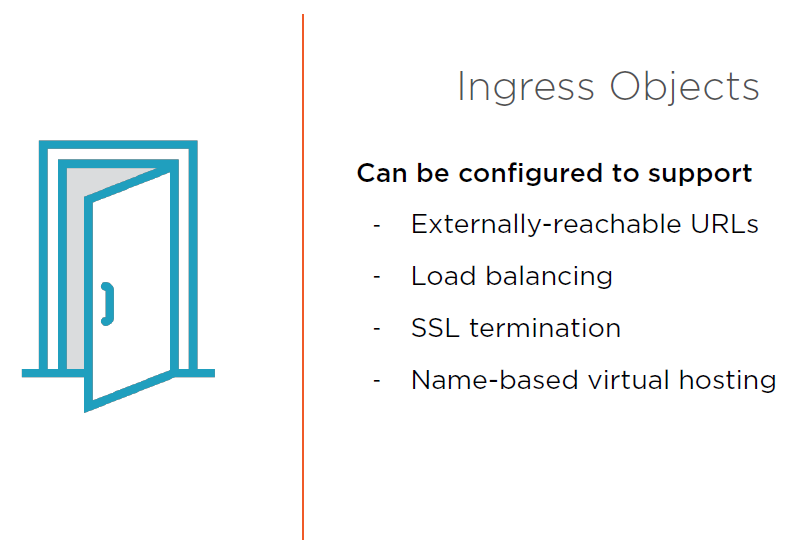 Ingress Objects
Can be configured to support
- Externally-reachable URLs
- Load balancing
- SSL termination
- Name-based virtual hosting